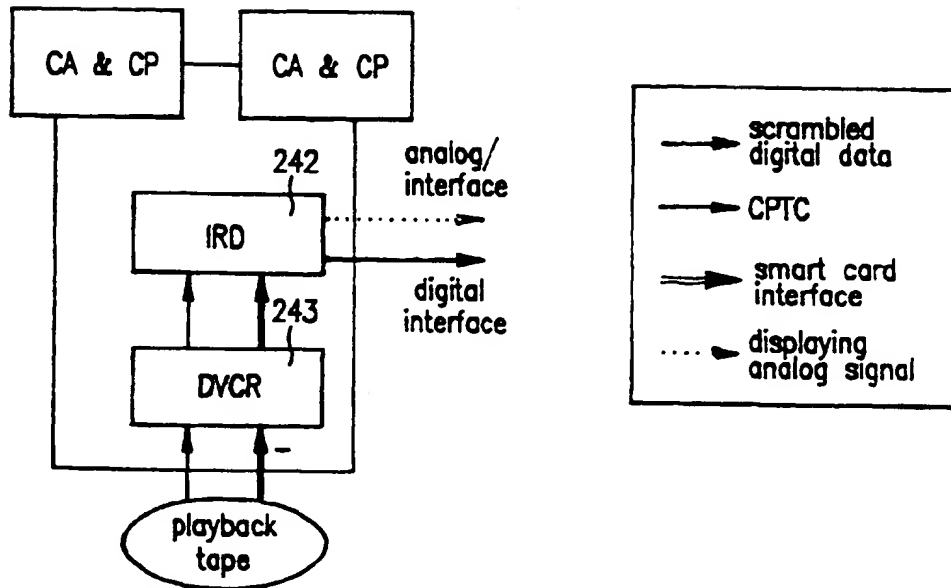 CA & CP
CA & CP
242
analog/
interface
IRD
digital
interface
243
DVCR
playback
tape
scrambled
digital data
CPTC
smart card
interface
displaying
analog signal